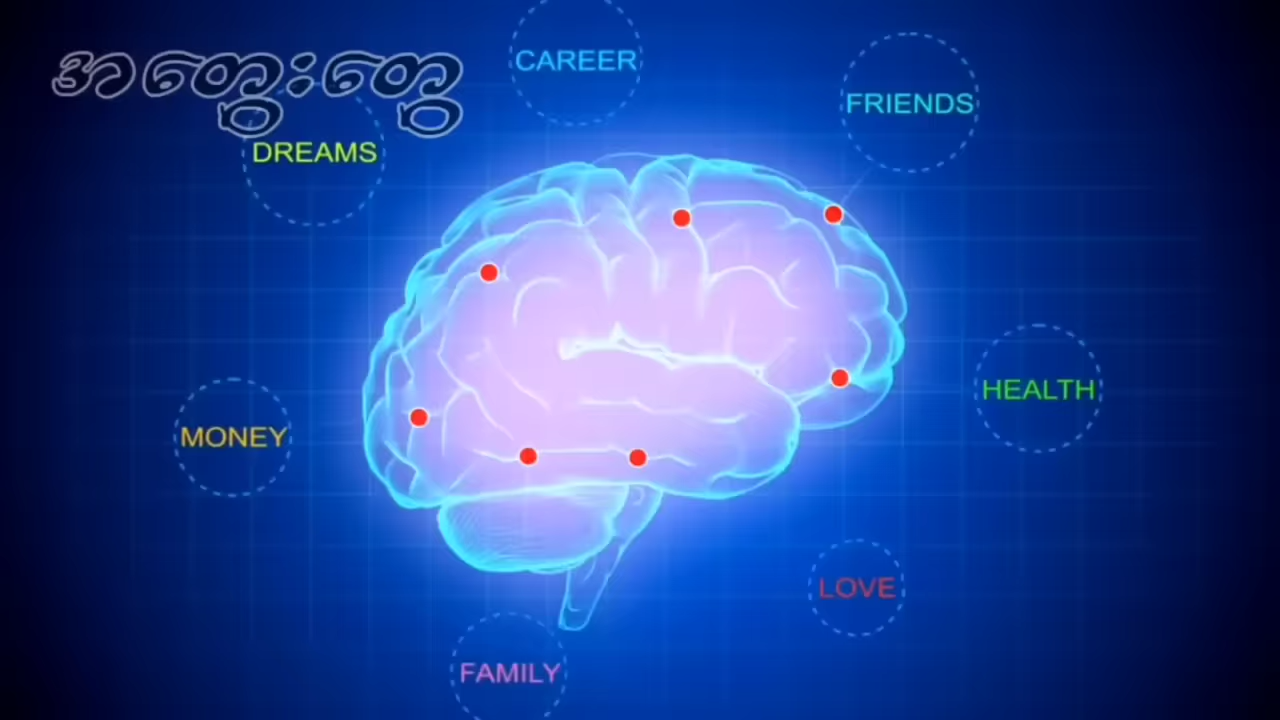 အတွေးတွေ
CAREER
FRIENDS
DREAMS
HEALTH
MONEY
LOVE
FAMILY